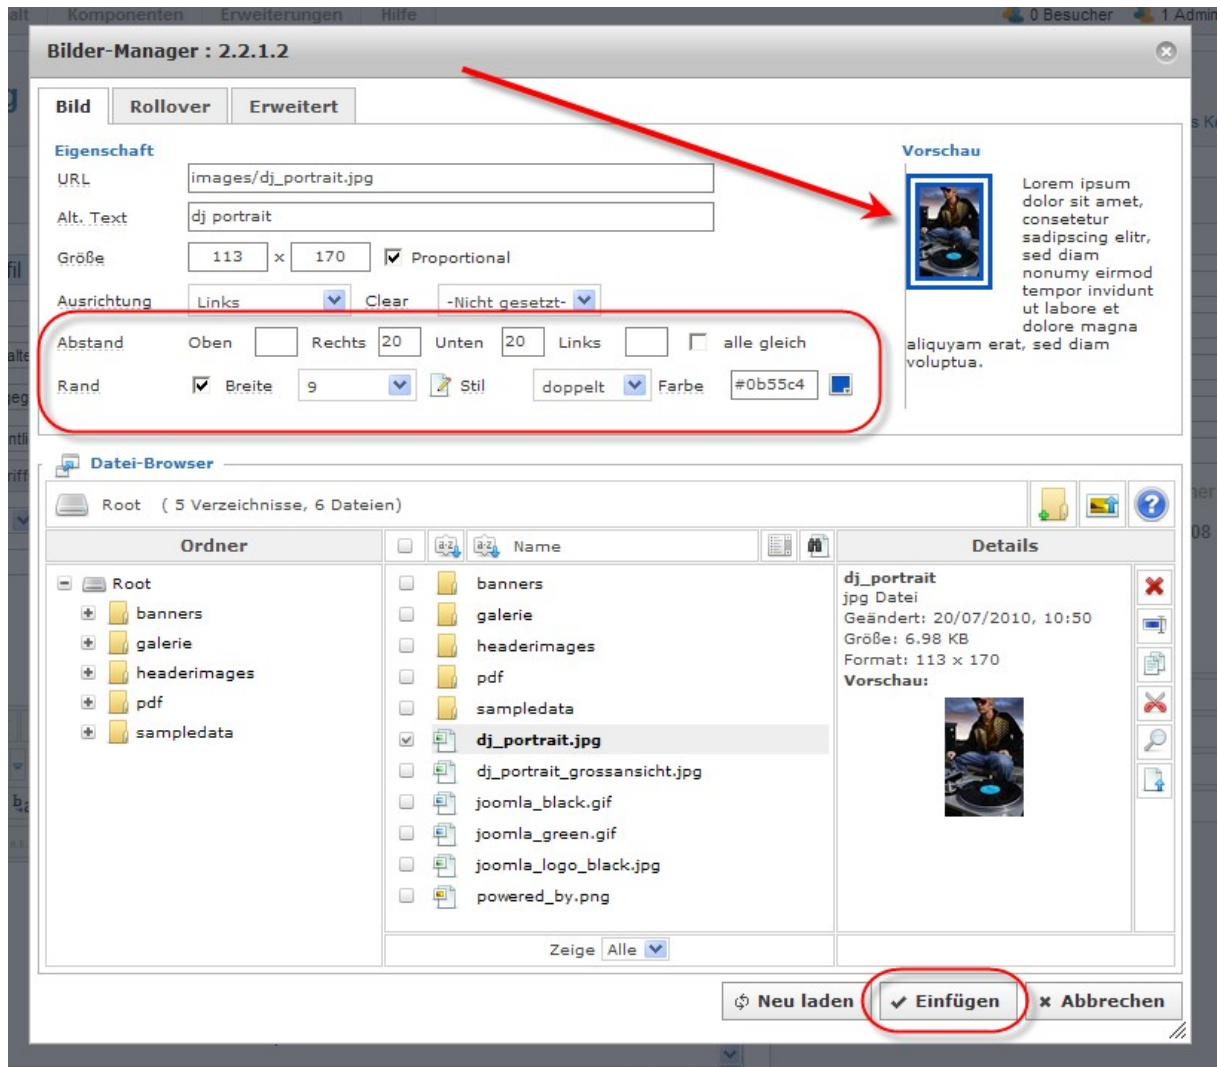 Komponenten Erweiterungen Hilfe 0 Besucher 1 Admin
Bilder-Manager : 2.2.1.2
Bild Rollover Erweitert
Eigenschaft
URL images/dj_portrait.jpg
Alt. Text dj portrait
Größe 113 x 170 Proportional
Ausrichtung Links Clear -Nicht gesetzt-
Abstand Oben Rechts 20 Unten 20 Links alle gleich
Rand Breite 9 Stil doppelt Farbe #0b55c4
Vorschau
Lorem ipsum
dolor sit amet,
consetetur
sadipscing elitr,
sed diam
nonumy eirmod
tempor invidunt
ut labore et
dolore magna
aliquyam erat, sed diam
voluptua.
Datei-Browser
Root ( 5 Verzeichnisse, 6 Dateien)
Ordner
Root
banners
galerie
headerimages
pdf
sampledata
Name
banners
galerie
headerimages
pdf
sampledata
dj_portrait.jpg
dj_portrait_grossansicht.jpg
joomla_black.gif
joomla_green.gif
joomla_logo_black.jpg
powered_by.png
Zeige Alle
Details
dj_portrait
jpg Datei
Geändert: 20/07/2010, 10:50
Größe: 6.98 KB
Format: 113 x 170
Vorschau:
Neu laden Einfügen Abbrechen